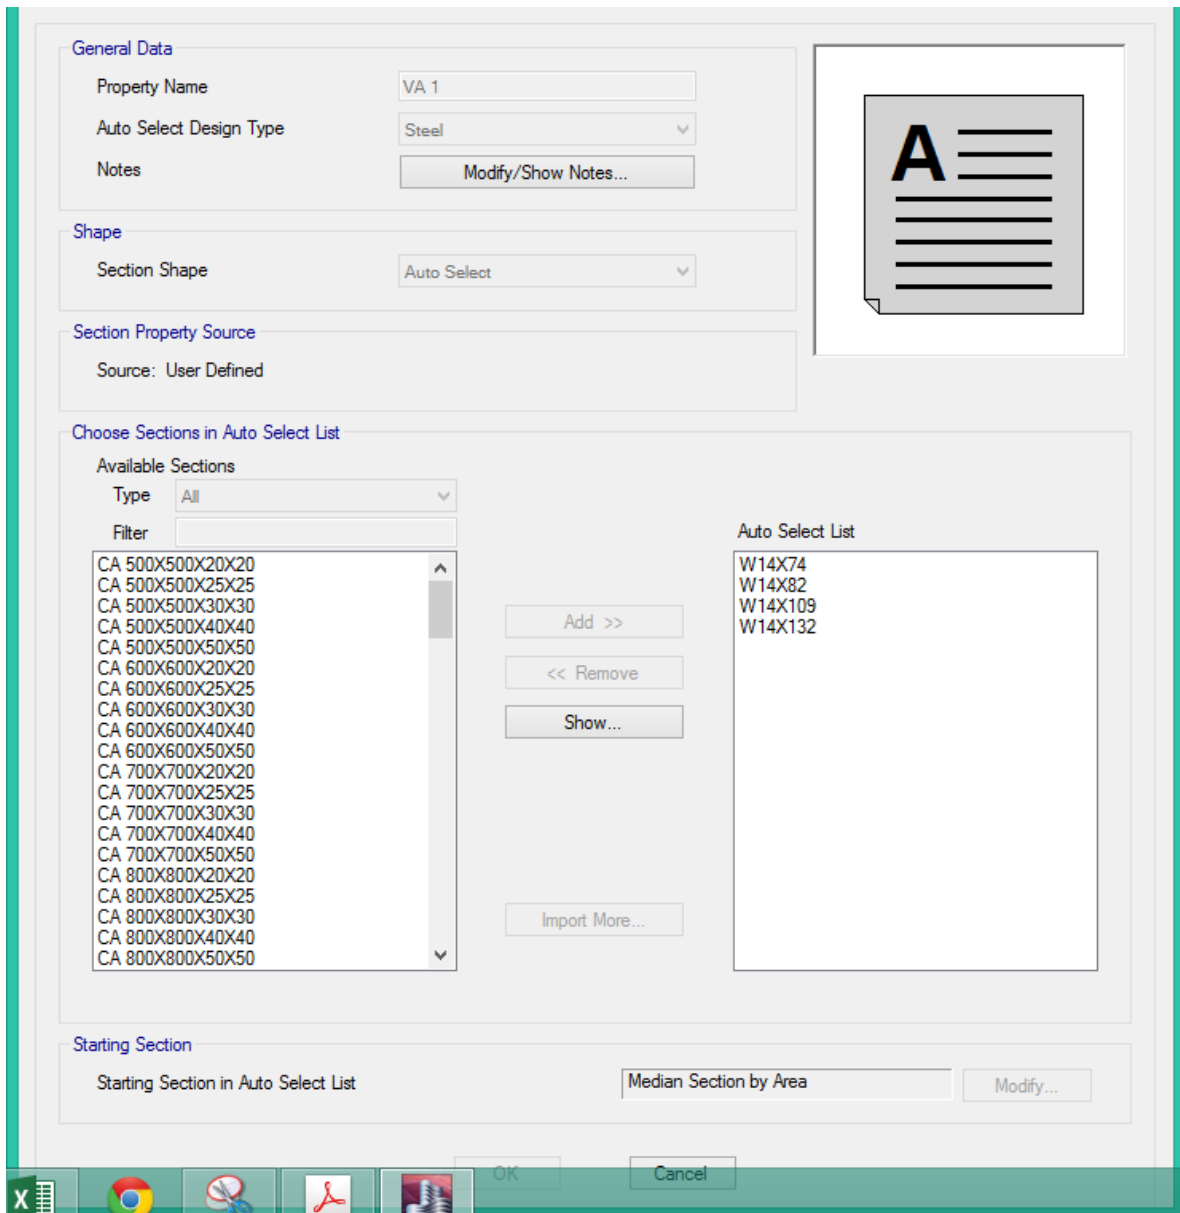 General Data
Property Name
VA 1
Auto Select Design Type
Steel
Notes
Modify/Show Notes...
A
Shape
Section Shape
Auto Select
Section Property Source
Source: User Defined
Choose Sections in Auto Select List
Available Sections
Type
All
Filter
CA 500X500X20X20
CA 500X500X25X25
CA 500X500X30X30
CA 500X500X40X40
CA 500X500X50X50
CA 600X600X20X20
CA 600X600X25X25
CA 600X600X30X30
CA 600X600X40X40
CA 600X600X50X50
CA 700X700X20X20
CA 700X700X25X25
CA 700X700X30X30
CA 700X700X40X40
CA 700X700X50X50
CA 800X800X20X20
CA 800X800X25X25
CA 800X800X30X30
CA 800X800X40X40
CA 800X800X50X50
Add >>
<< Remove
Show...
Import More...
Auto Select List
W14X74
W14X82
W14X109
W14X132
Starting Section
Starting Section in Auto Select List
Median Section by Area
Modify...
OK
Cancel
X